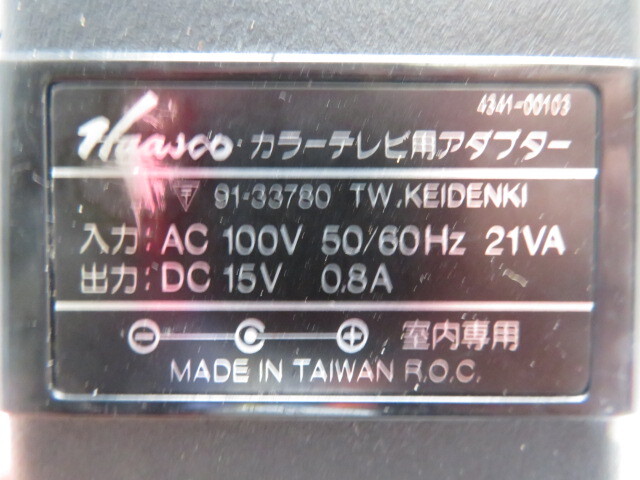 4341-00103
Huasco カラーテレビ用アダプター
〒 91-33780 TW.KEIDENKI
入力: AC 100V 50/60Hz 21VA
出力: DC 15V 0.8A
室内専用
MADE IN TAIWAN R.O.C.